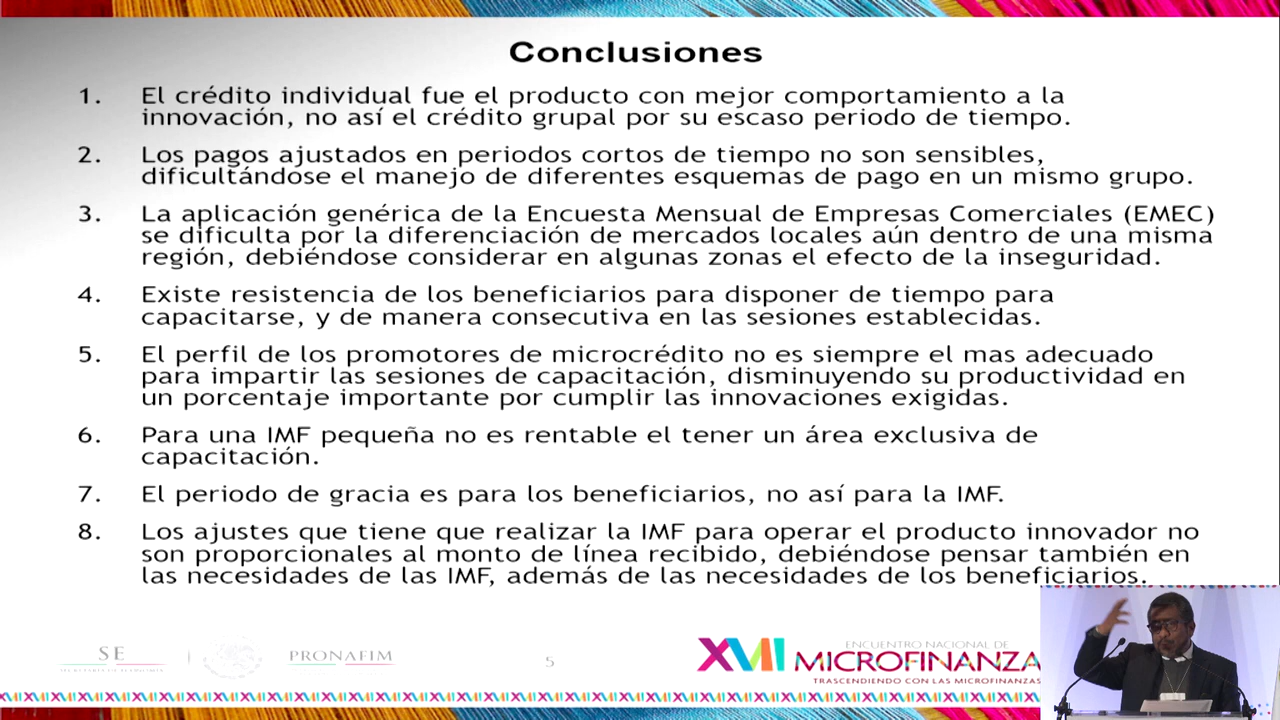 Conclusiones
1. El crédito individual fue el producto con mejor comportamiento a la
innovación, no así el crédito grupal por su escaso periodo de tiempo.
2. Los pagos ajustados en periodos cortos de tiempo no son sensibles,
dificultándose el manejo de diferentes esquemas de pago en un mismo grupo.
3. La aplicación genérica de la Encuesta Mensual de Empresas Comerciales (EMEC)
se dificulta por la diferenciación de mercados locales aún dentro de una misma
región, debiéndose considerar en algunas zonas el efecto de la inseguridad.
4. Existe resistencia de los beneficiarios para disponer de tiempo para
capacitarse, y de manera consecutiva en las sesiones establecidas.
5. El perfil de los promotores de microcrédito no es siempre el mas adecuado
para impartir las sesiones de capacitación, disminuyendo su productividad en
un porcentaje importante por cumplir las innovaciones exigidas.
6. Para una IMF pequeña no es rentable el tener un área exclusiva de
capacitación.
7. El periodo de gracia es para los beneficiarios, no así para la IMF.
8. Los ajustes que tiene que realizar la IMF para operar el producto innovador no
son proporcionales al monto de línea recibido, debiéndose pensar también en
las necesidades de las IMF, además de las necesidades de los beneficiarios.
SE
PRONAFIM
5
XVII
ENCUENTRO NACIONAL DE
MICROFINANZA
TRASCENDIENDO CON LAS MICROFINANZAS